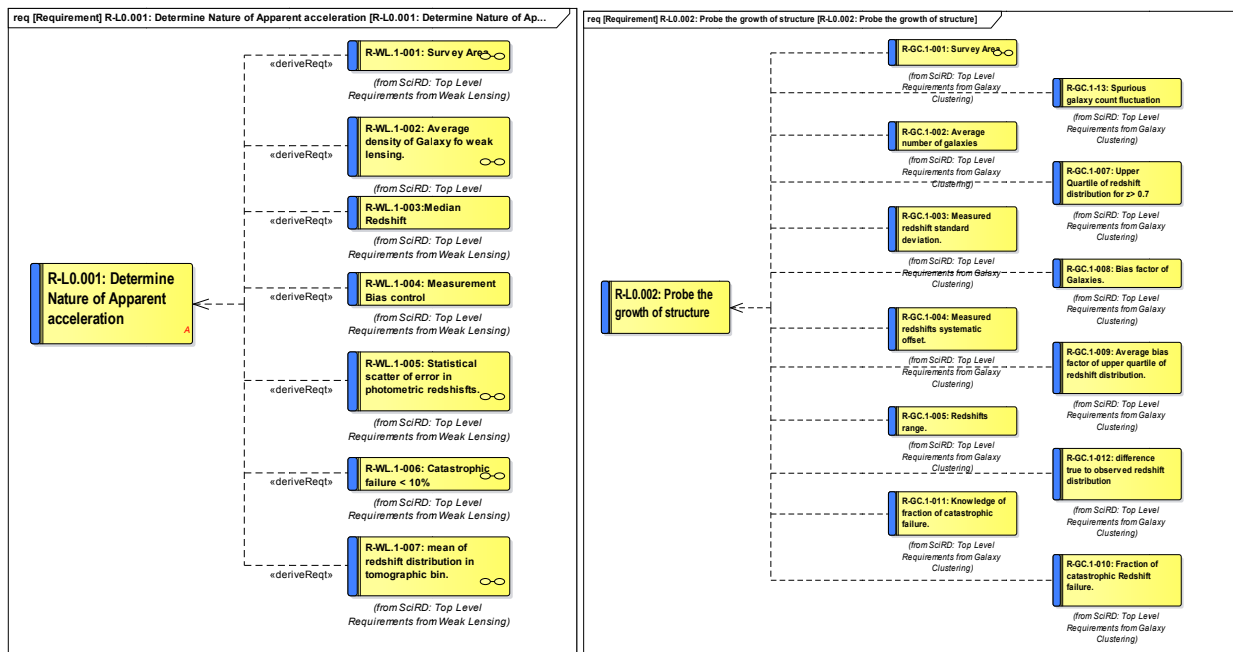 req [Requirement] R-L0.001: Determine Nature of Apparent acceleration [R-L0.001: Determine Nature of Ap...
R-L0.001: Determine
Nature of Apparent
acceleration
A
«deriveReqt»
R-WL.1-001: Survey Area
(from SciRD: Top Level
Requirements from Weak Lensing)
«deriveReqt»
R-WL.1-002: Average
density of Galaxy fo weak
lensing.
(from SciRD: Top Level
«deriveReqt»
R-WL.1-003:Median
Redshift
(from SciRD: Top Level
Requirements from Weak Lensing)
«deriveReqt»
R-WL.1-004: Measurement
Bias control
(from SciRD: Top Level
Requirements from Weak Lensing)
«deriveReqt»
R-WL.1-005: Statistical
scatter of error in
photometric redshisfts.
(from SciRD: Top Level
Requirements from Weak Lensing)
«deriveReqt»
R-WL.1-006: Catastrophic
failure < 10%
(from SciRD: Top Level
Requirements from Weak Lensing)
«deriveReqt»
R-WL.1-007: mean of
redshift distribution in
tomographic bin.
(from SciRD: Top Level
Requirements from Weak Lensing)
req [Requirement] R-L0.002: Probe the growth of structure [R-L0.002: Probe the growth of structure]
R-L0.002: Probe the
growth of structure
R-GC.1-001: Survey Area
(from SciRD: Top Level
Requirements from Galaxy
Clustering)
R-GC.1-13: Spurious
galaxy count fluctuation
(from SciRD: Top Level
Requirements from Galaxy
Clustering)
R-GC.1-002: Average
number of galaxies
(from SciRD: Top Level
Requirements from Galaxy
Clustering)
R-GC.1-007: Upper
Quartile of redshift
distribution for z> 0.7
(from SciRD: Top Level
Requirements from Galaxy
Clustering)
R-GC.1-003: Measured
redshift standard
deviation.
(from SciRD: Top Level
Requirements from Galaxy
Clustering)
R-GC.1-008: Bias factor of
Galaxies.
(from SciRD: Top Level
Requirements from Galaxy
Clustering)
R-GC.1-004: Measured
redshifts systematic
offset.
(from SciRD: Top Level
Requirements from Galaxy
Clustering)
R-GC.1-009: Average bias
factor of upper quartile of
redshift distribution.
(from SciRD: Top Level
Requirements from Galaxy
Clustering)
R-GC.1-005: Redshifts
range.
(from SciRD: Top Level
Requirements from Galaxy
Clustering)
R-GC.1-012: difference
true to observed redshift
distribution
(from SciRD: Top Level
Requirements from Galaxy
Clustering)
R-GC.1-011: Knowledge of
fraction of catastrophic
failure.
(from SciRD: Top Level
Requirements from Galaxy
Clustering)
R-GC.1-010: Fraction of
catastrophic Redshift
failure.
(from SciRD: Top Level
Requirements from Galaxy
Clustering)